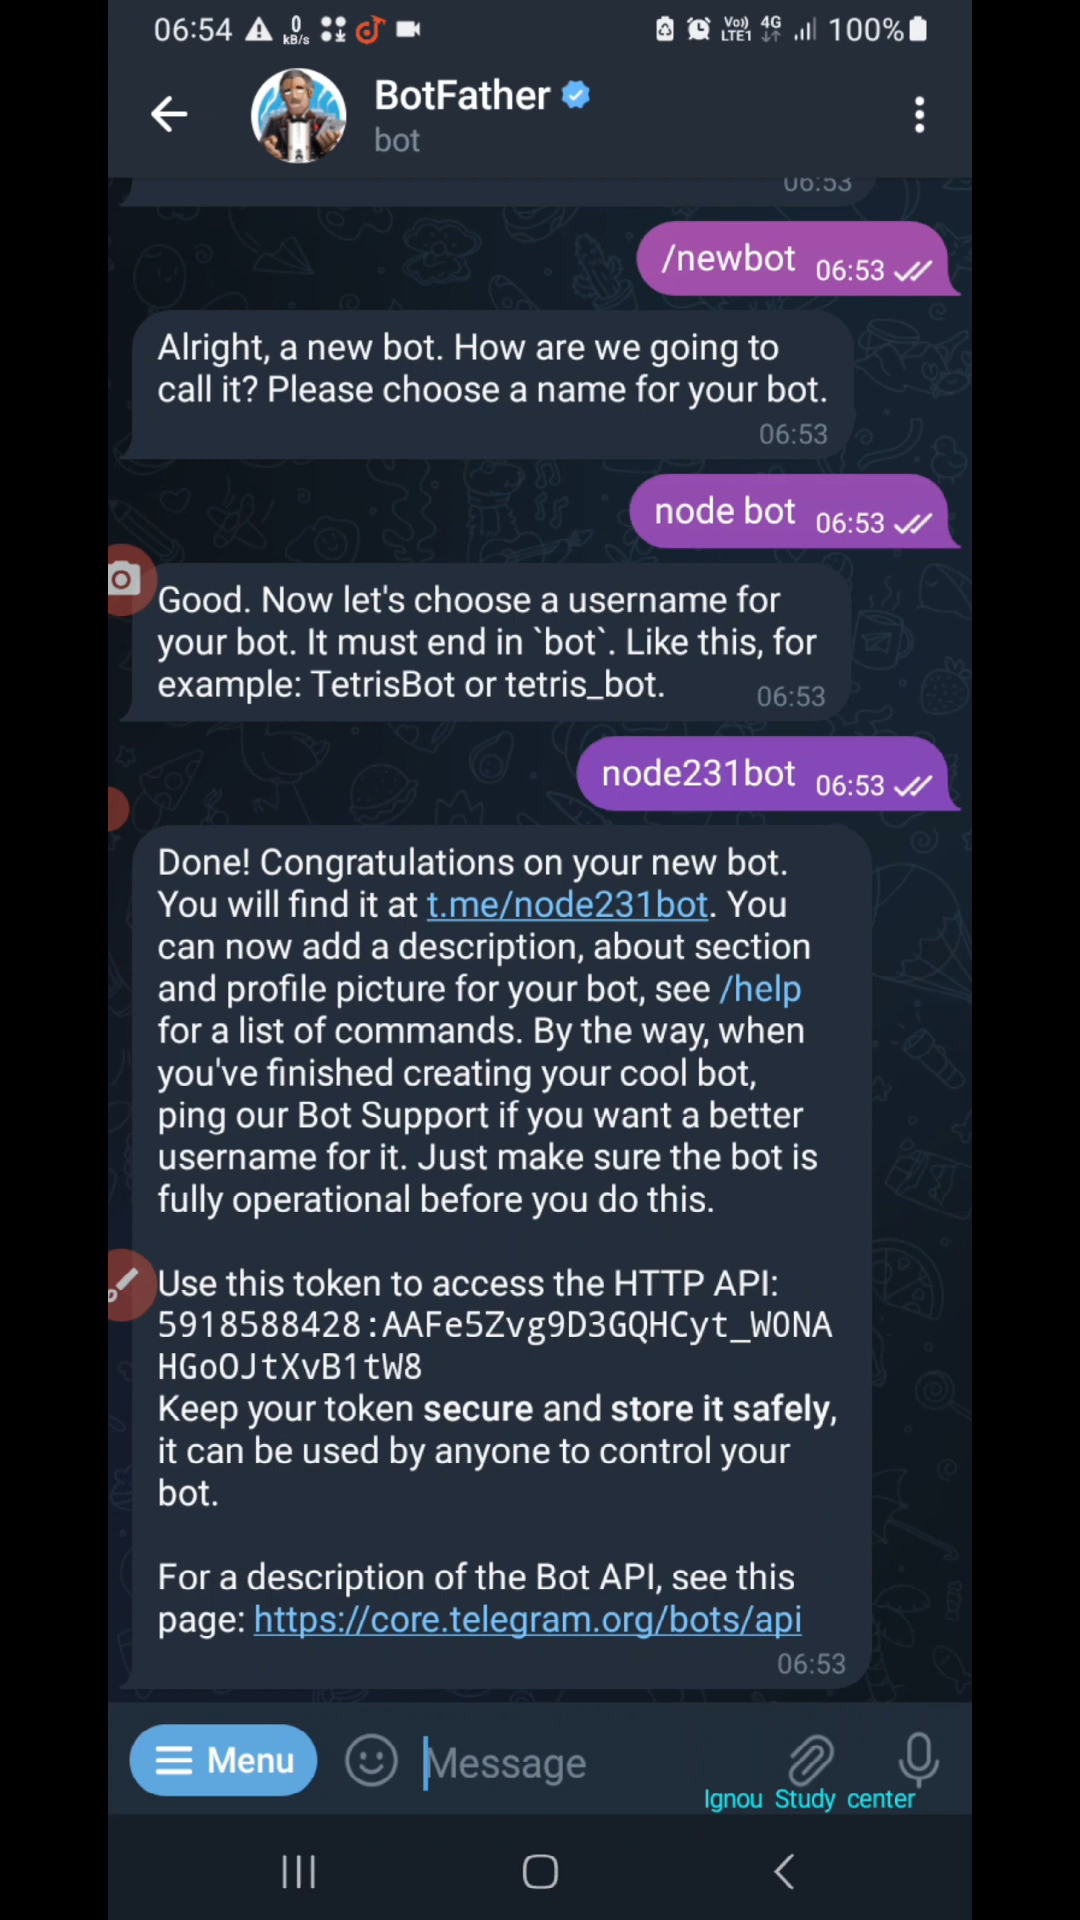 06:54 0 kB/s Vo)) LTE1 4G 100%
BotFather
bot
06:53
/newbot 06:53
Alright, a new bot. How are we going to
call it? Please choose a name for your bot.
06:53
node bot 06:53
Good. Now let's choose a username for
your bot. It must end in `bot`. Like this, for
example: TetrisBot or tetris_bot. 06:53
node231bot 06:53
Done! Congratulations on your new bot.
You will find it at t.me/node231bot. You
can now add a description, about section
and profile picture for your bot, see /help
for a list of commands. By the way, when
you've finished creating your cool bot,
ping our Bot Support if you want a better
username for it. Just make sure the bot is
fully operational before you do this.
Use this token to access the HTTP API:
5918588428:AAFe5Zvg9D3GQHCyt_W0NA
HGoOJtXvB1tW8
Keep your token secure and store it safely,
it can be used by anyone to control your
bot.
For a description of the Bot API, see this
page: https://core.telegram.org/bots/api
06:53
Menu Message
Ignou Study center